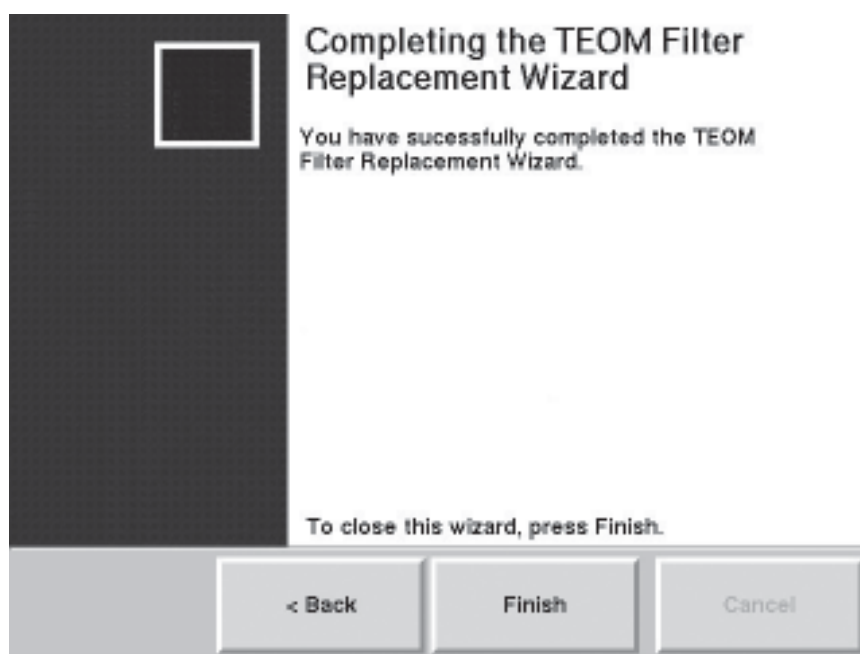 Completing the TEOM Filter
Replacement Wizard
You have sucessfully completed the TEOM
Filter Replacement Wizard.
To close this wizard, press Finish.
< Back
Finish
Cancel